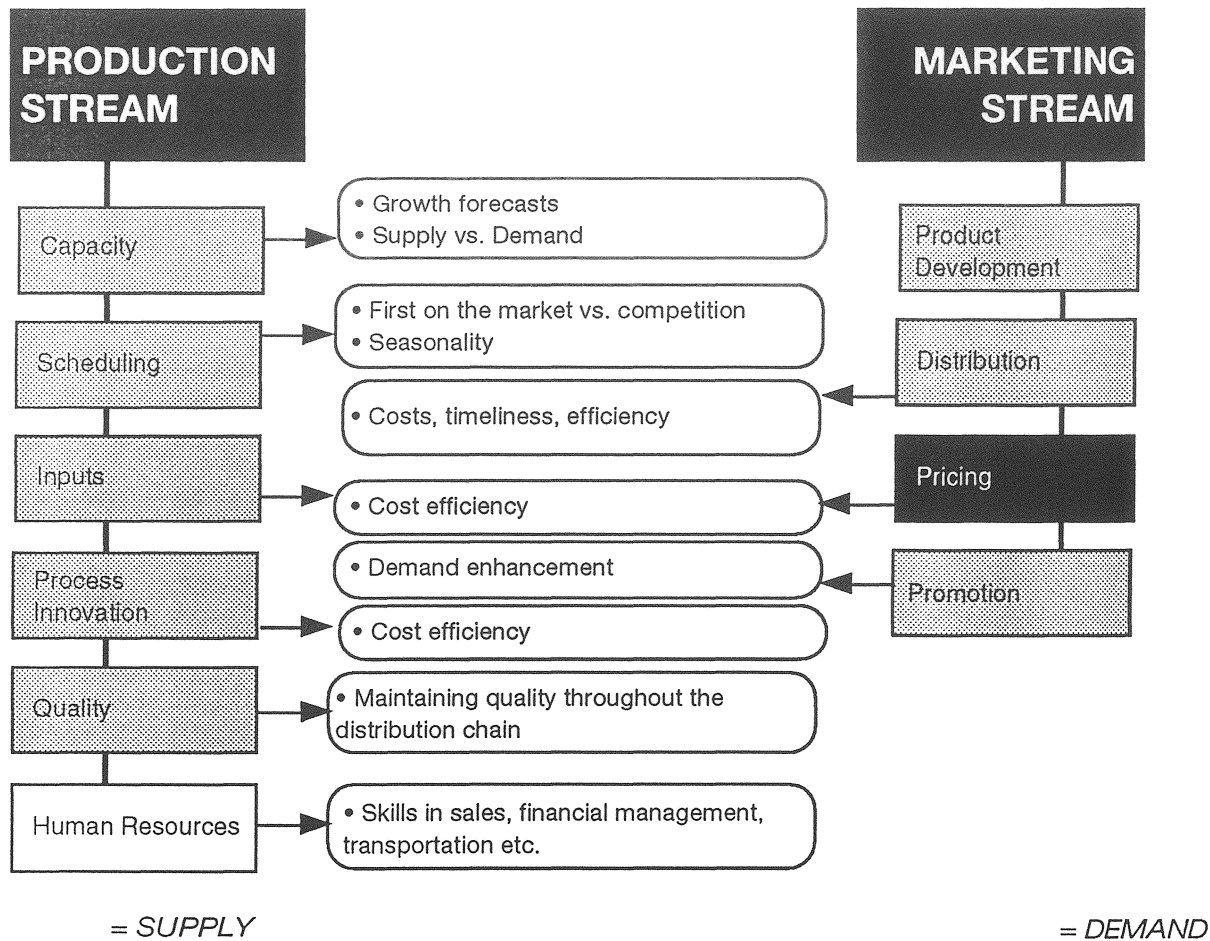 PRODUCTION
STREAM
MARKETING
STREAM
Capacity
• Growth forecasts
• Supply vs. Demand
Product
Development
Scheduling
• First on the market vs. competition
• Seasonality
Distribution
• Costs, timeliness, efficiency
Inputs
• Cost efficiency
Pricing
• Demand enhancement
Promotion
Process
Innovation
• Cost efficiency
Quality
• Maintaining quality throughout the
distribution chain
Human Resources
• Skills in sales, financial management,
transportation etc.
= SUPPLY
= DEMAND